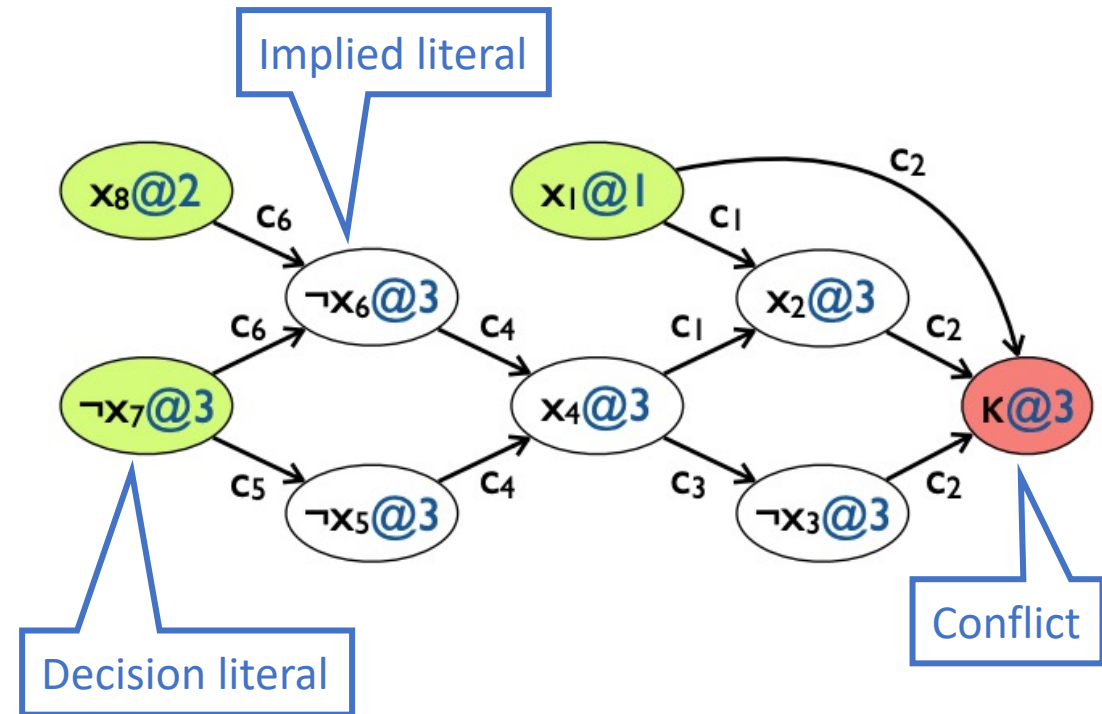 Implied literal
c₂
x₈@2
x₁@1
c₆
c₁
¬x₆@3
x₂@3
c₆
c₄
c₁
c₂
¬x₇@3
x₄@3
κ@3
c₅
c₄
c₃
c₂
¬x₅@3
¬x₃@3
Conflict
Decision literal